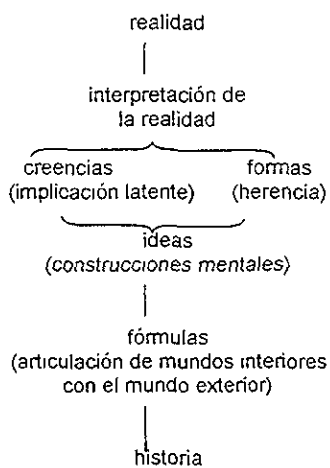 realidad
interpretación de
la realidad
creencias formas
(implicación latente) (herencia)
ideas
(construcciones mentales)
fórmulas
(articulación de mundos interiores
con el mundo exterior)
historia